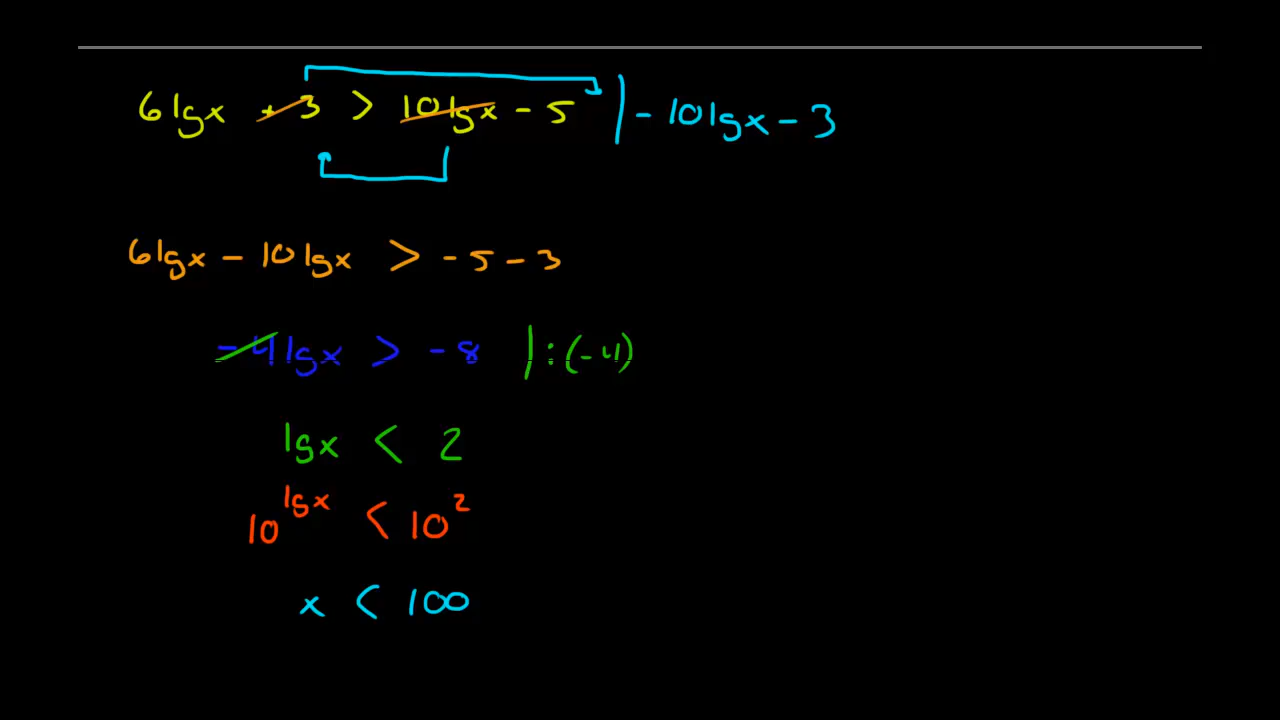 6lgx + 3 > 10lgx - 5 | - 10lgx - 3
6lgx - 10lgx > - 5 - 3
- 4lgx > - 8 | : (-4)
lgx < 2
10^lgx < 10^2
x < 100